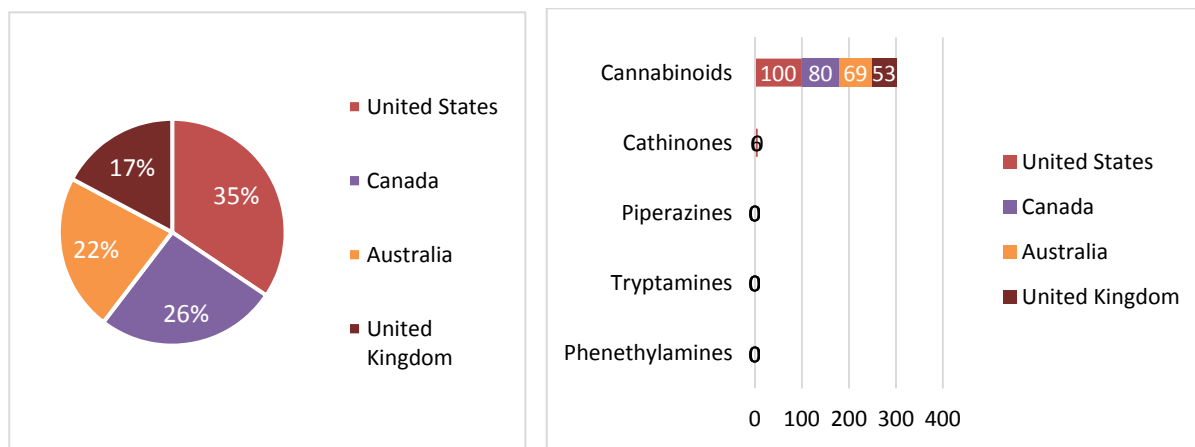 35%
26%
22%
17%
United States
Canada
Australia
United
Kingdom
Cannabinoids
100 80 69 53
Cathinones
Piperazines
0
Tryptamines
0
Phenethylamines
0
0 100 200 300 400
United States
Canada
Australia
United Kingdom